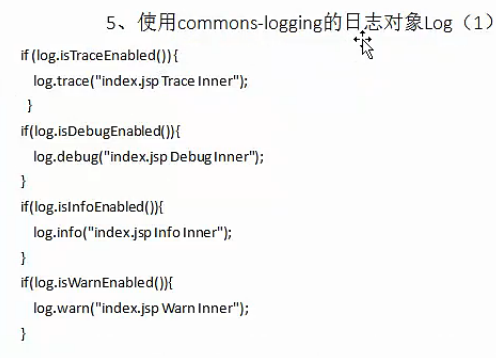 5、使用commons-logging的日志对象Log（1）
if(log.isTraceEnabled()){
log.trace("index.jsp Trace Inner");
}
if(log.isDebugEnabled()){
log.debug("index.jsp Debug Inner");
}
if(log.isInfoEnabled()){
log.info("index.jsp Info Inner");
}
if(log.isWarnEnabled()){
log.warn("index.jsp Warn Inner");
}